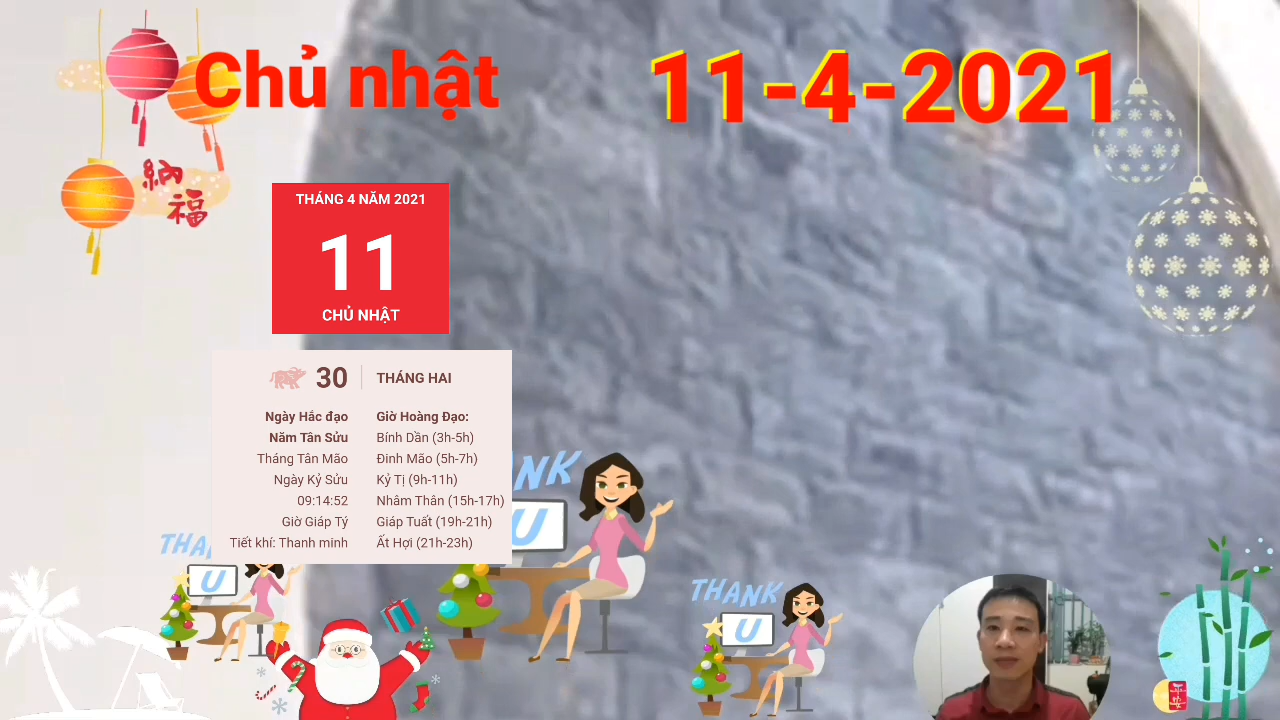 Chủ nhật 11-4-2021
納
福
THÁNG 4 NĂM 2021
11
CHỦ NHẬT
30 THÁNG HAI
Ngày Hắc đạo Giờ Hoàng Đạo:
Năm Tân Sửu Bính Dần (3h-5h)
Tháng Tân Mão Đinh Mão (5h-7h)
Ngày Kỷ Sửu Kỷ Tị (9h-11h)
09:14:52 Nhâm Thân (15h-17h)
Giờ Giáp Tý Giáp Tuất (19h-21h)
Tiết khí: Thanh minh Ất Hợi (21h-23h)
ANK
U
THA
U
THANK
U